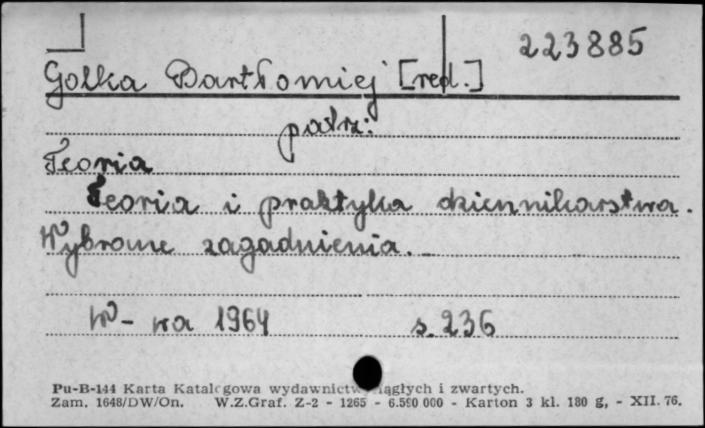 223885
Golka Bartłomiej [red.]
patrz:
Teoria
Teoria i praktyka dziennikarstwa.
Wybrane zagadnienia.
W-wa 1964 s. 236
Pu-B-144 Karta Katalogowa wydawnictw ciągłych i zwartych.
Zam. 1648/DW/On. W.Z.Graf. Z-2 - 1265 - 6.590 000 - Karton 3 kl. 180 g, - XII. 76.